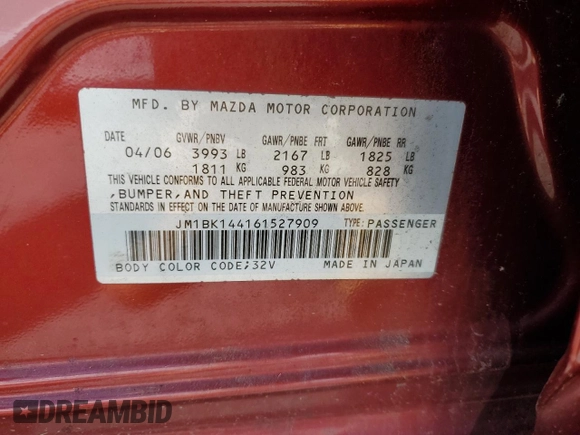 MFD. BY MAZDA MOTOR CORPORATION
DATE GVWR/PNBV GAWR/PNBE FRT GAWR/PNBE RR
04/06 3993 LB 2167 LB 1825 LB
1811 KG 983 KG 828 KG
THIS VEHICLE CONFORMS TO ALL APPLICABLE FEDERAL MOTOR VEHICLE SAFETY
,BUMPER,AND THEFT PREVENTION
STANDARDS IN EFFECT ON THE DATE OF MANUFACTURE SHOWN ABOVE.
JM1BK144161527909 TYPE:PASSENGER
BODY COLOR CODE;32V MADE IN JAPAN
DREAMBID